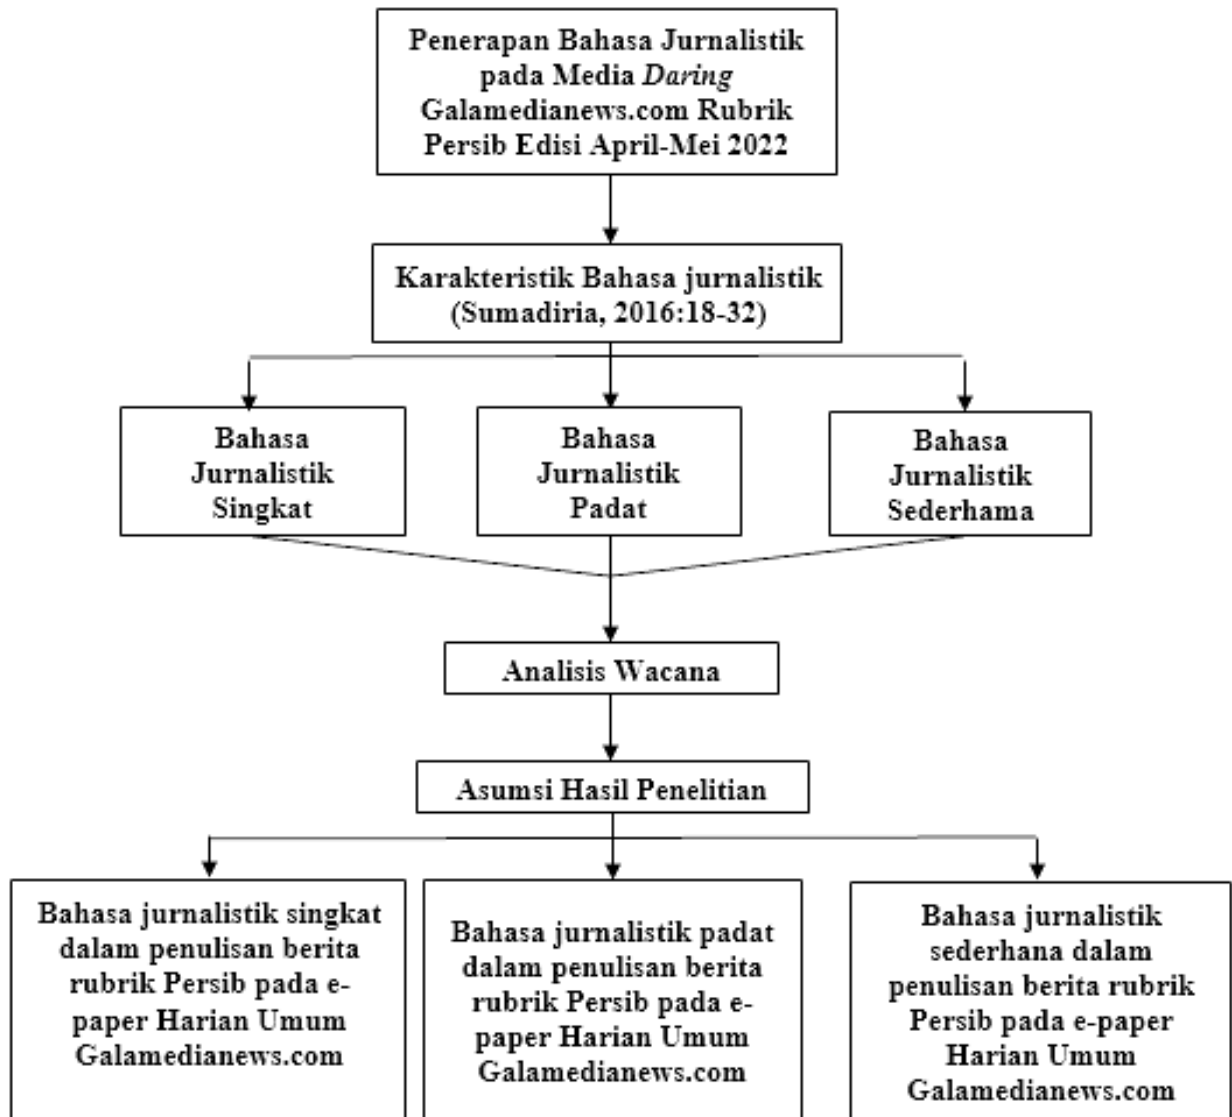 Penerapan Bahasa Jurnalistik
pada Media Daring
Galamedianews.com Rubrik
Persib Edisi April-Mei 2022
Karakteristik Bahasa jurnalistik
(Sumadiria, 2016:18-32)
Bahasa
Jurnalistik
Singkat
Bahasa
Jurnalistik
Padat
Bahasa
Jurnalistik
Sederhama
Analisis Wacana
Asumsi Hasil Penelitian
Bahasa jurnalistik singkat
dalam penulisan berita
rubrik Persib pada e-
paper Harian Umum
Galamedianews.com
Bahasa jurnalistik padat
dalam penulisan berita
rubrik Persib pada e-
paper Harian Umum
Galamedianews.com
Bahasa jurnalistik
sederhana dalam
penulisan berita rubrik
Persib pada e-paper
Harian Umum
Galamedianews.com